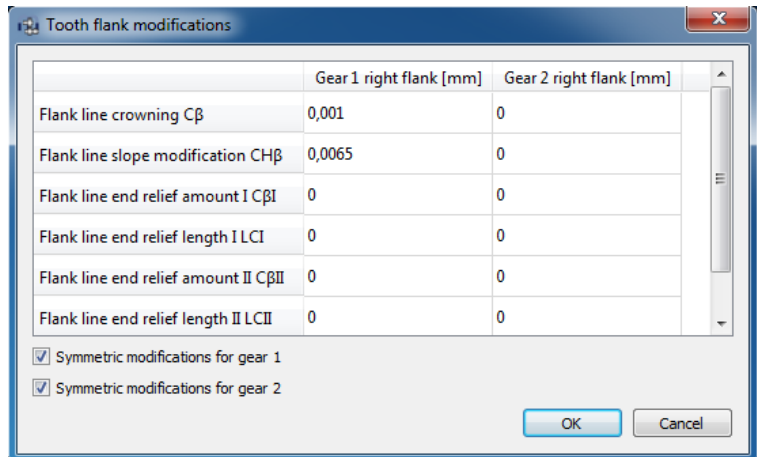 Tooth flank modifications
Gear 1 right flank [mm] Gear 2 right flank [mm]
Flank line crowning Cβ 0,001 0
Flank line slope modification CHβ 0,0065 0
Flank line end relief amount I CβI 0 0
Flank line end relief length I LCI 0 0
Flank line end relief amount II CβII 0 0
Flank line end relief length II LCII 0 0
Symmetric modifications for gear 1
Symmetric modifications for gear 2
OK Cancel